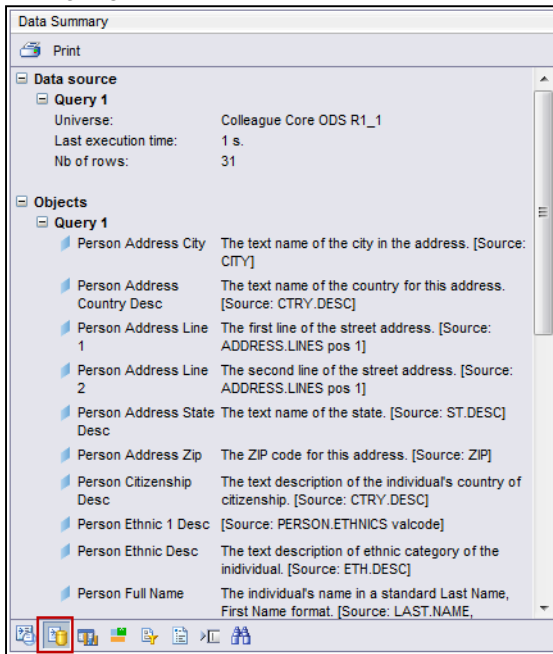 Data Summary
Print
Data source
Query 1
Universe: Colleague Core ODS R1_1
Last execution time: 1 s.
Nb of rows: 31
Objects
Query 1
Person Address City The text name of the city in the address. [Source:
CITY]
Person Address The text name of the country for this address.
Country Desc [Source: CTRY.DESC]
Person Address Line The first line of the street address. [Source:
1 ADDRESS.LINES pos 1]
Person Address Line The second line of the street address. [Source:
2 ADDRESS.LINES pos 1]
Person Address State The text name of the state. [Source: ST.DESC]
Desc
Person Address Zip The ZIP code for this address. [Source: ZIP]
Person Citizenship The text description of the individual's country of
Desc citizenship. [Source: CTRY.DESC]
Person Ethnic 1 Desc [Source: PERSON.ETHNICS valcode]
Person Ethnic Desc The text description of ethnic category of the
inidividual. [Source: ETH.DESC]
Person Full Name The individual's name in a standard Last Name,
First Name format. [Source: LAST.NAME,